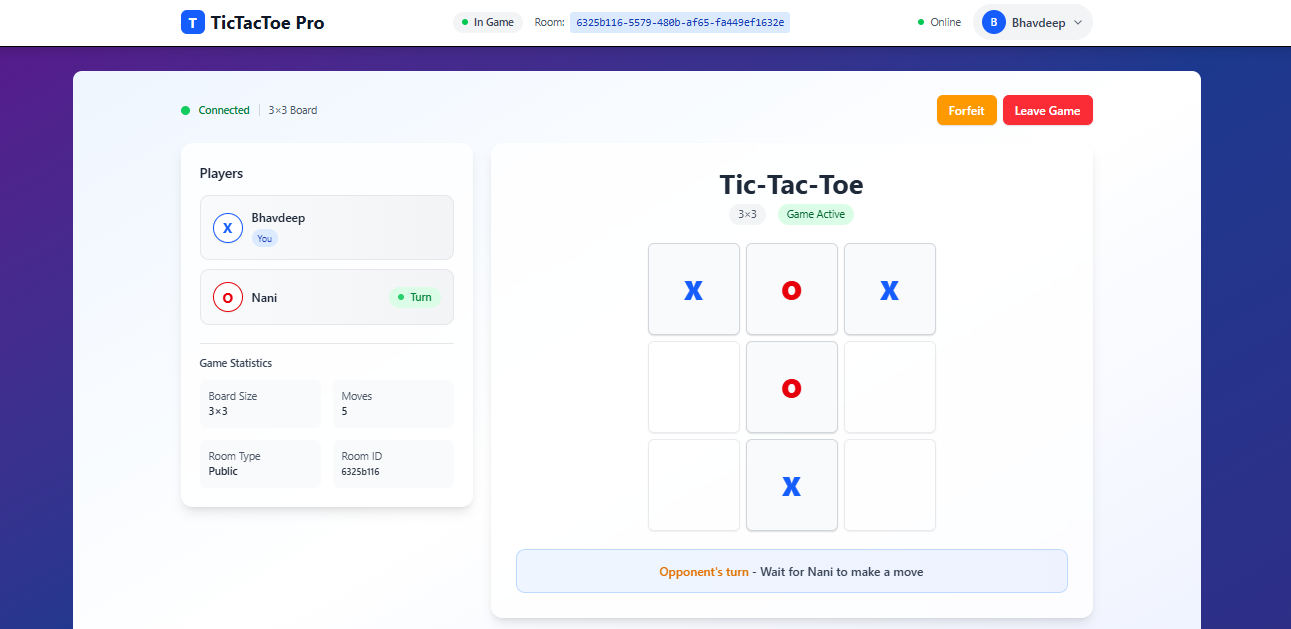 T TicTacToe Pro
In Game Room: 6325b116-5579-480b-af65-fa449ef1632e
Online B Bhavdeep
Connected 3×3 Board
Forfeit Leave Game
Players
X Bhavdeep
You
O Nani Turn
Game Statistics
Board Size Moves
3×3 5
Room Type Room ID
Public 6325b116
Tic-Tac-Toe
3×3 Game Active
X O X
O
X
Opponent's turn - Wait for Nani to make a move